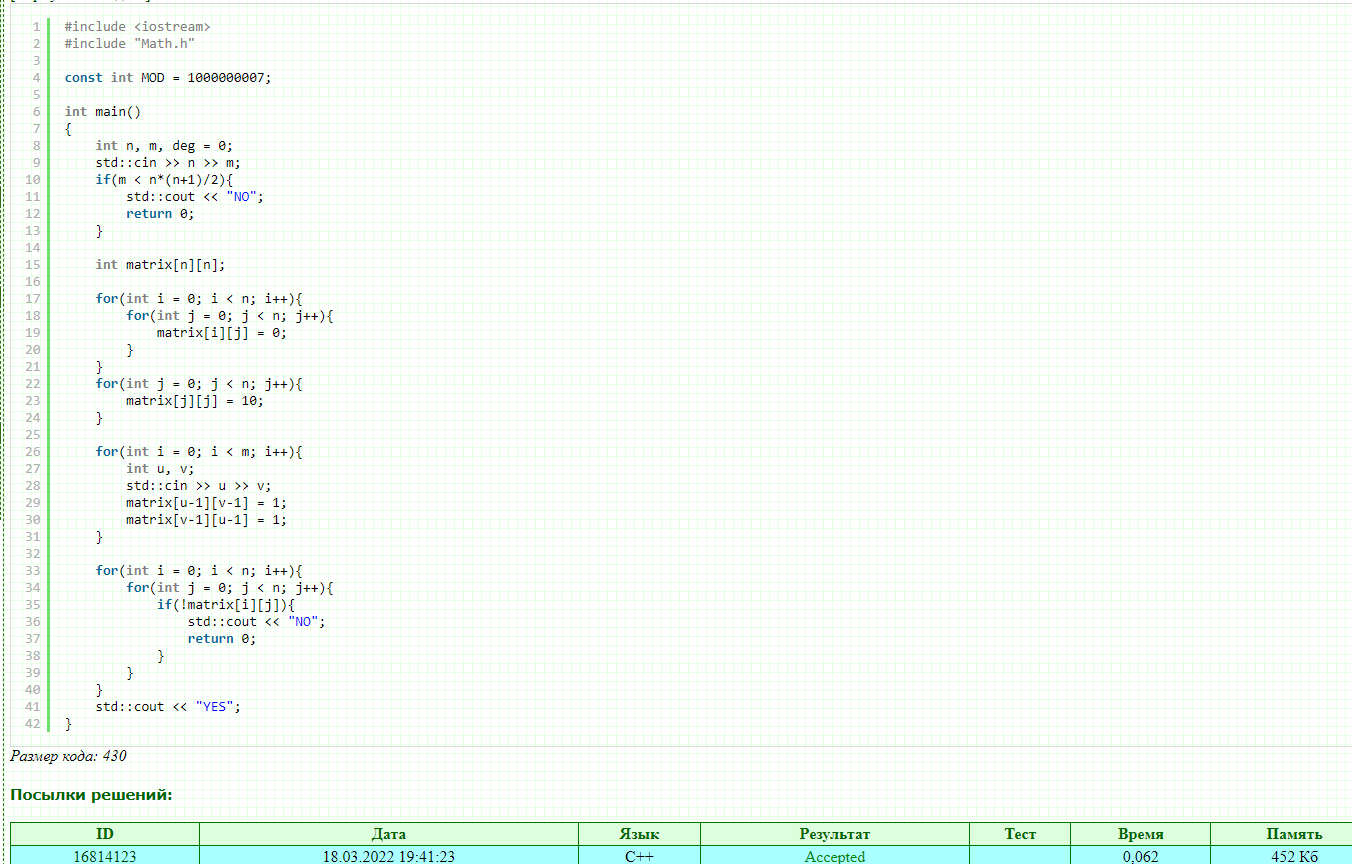 1 #include <iostream>
2 #include "Math.h"
3
4 const int MOD = 1000000007;
5
6 int main()
7 {
8     int n, m, deg = 0;
9     std::cin >> n >> m;
10     if(m < n*(n+1)/2){
11         std::cout << "NO";
12         return 0;
13     }
14
15     int matrix[n][n];
16
17     for(int i = 0; i < n; i++){
18         for(int j = 0; j < n; j++){
19             matrix[i][j] = 0;
20         }
21     }
22     for(int j = 0; j < n; j++){
23         matrix[j][j] = 10;
24     }
25
26     for(int i = 0; i < m; i++){
27         int u, v;
28         std::cin >> u >> v;
29         matrix[u-1][v-1] = 1;
30         matrix[v-1][u-1] = 1;
31     }
32
33     for(int i = 0; i < n; i++){
34         for(int j = 0; j < n; j++){
35             if(!matrix[i][j]){
36                 std::cout << "NO";
37                 return 0;
38             }
39         }
40     }
41     std::cout << "YES";
42 }
Размер кода: 430
Посылки решений:
ID Дата Язык Результат Тест Время Память
16814123 18.03.2022 19:41:23 C++ Accepted 0,062 452 Кб